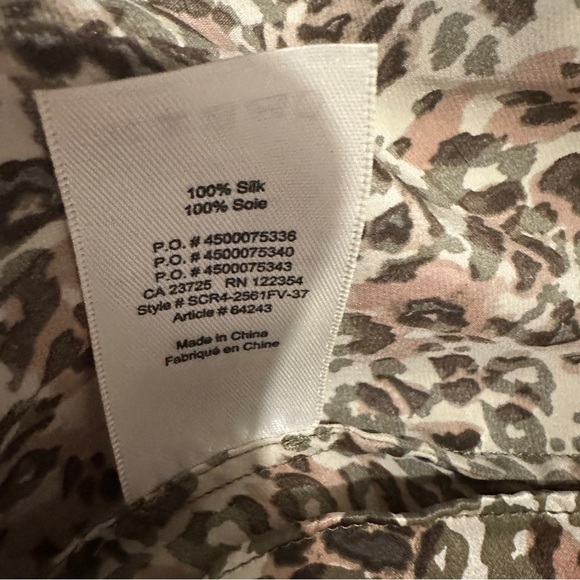 100% Silk
100% Soie
P.O. # 4500075336
P.O. # 4500075340
P.O. # 4500075343
CA 23725 RN 122354
Style # SCR4-2561FV-37
Article # 64243
Made in China
Fabriqué en Chine